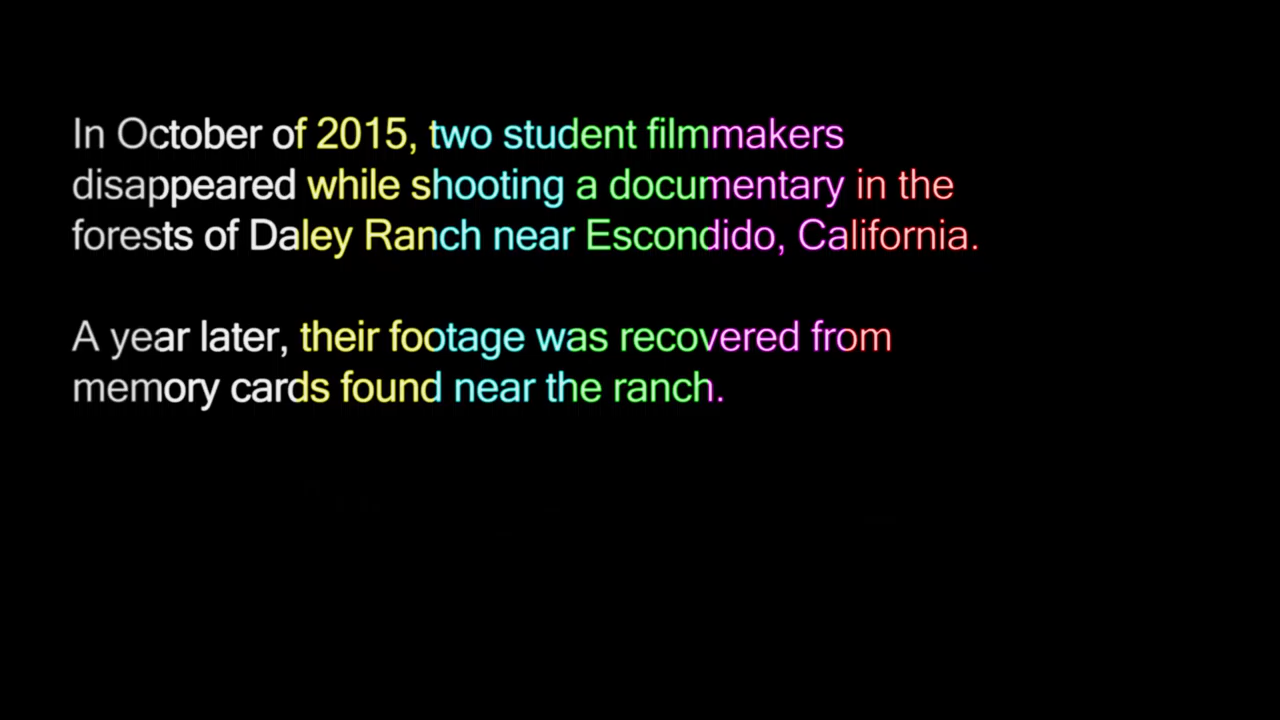 In October of 2015, two student filmmakers
disappeared while shooting a documentary in the
forests of Daley Ranch near Escondido, California.
A year later, their footage was recovered from
memory cards found near the ranch.